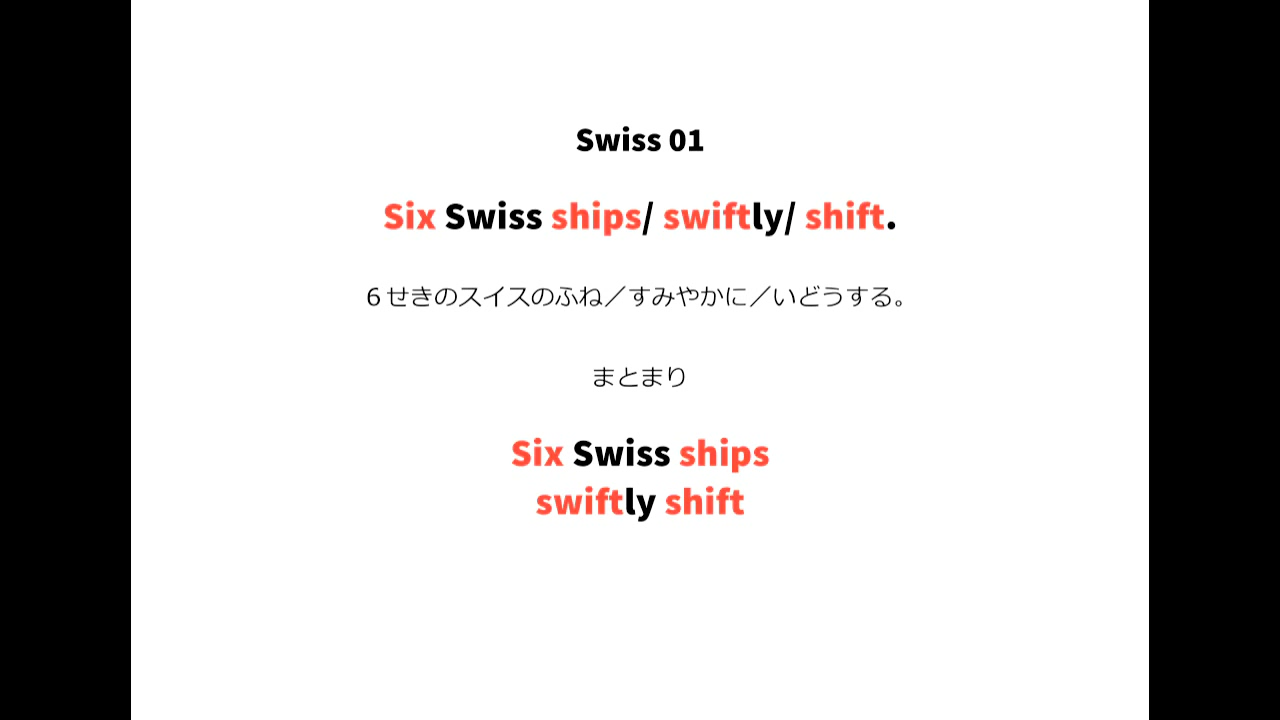 Swiss 01
Six Swiss ships/ swiftly/ shift.
６せきのスイスのふね／すみやかに／いどうする。
まとまり
Six Swiss ships
swiftly shift